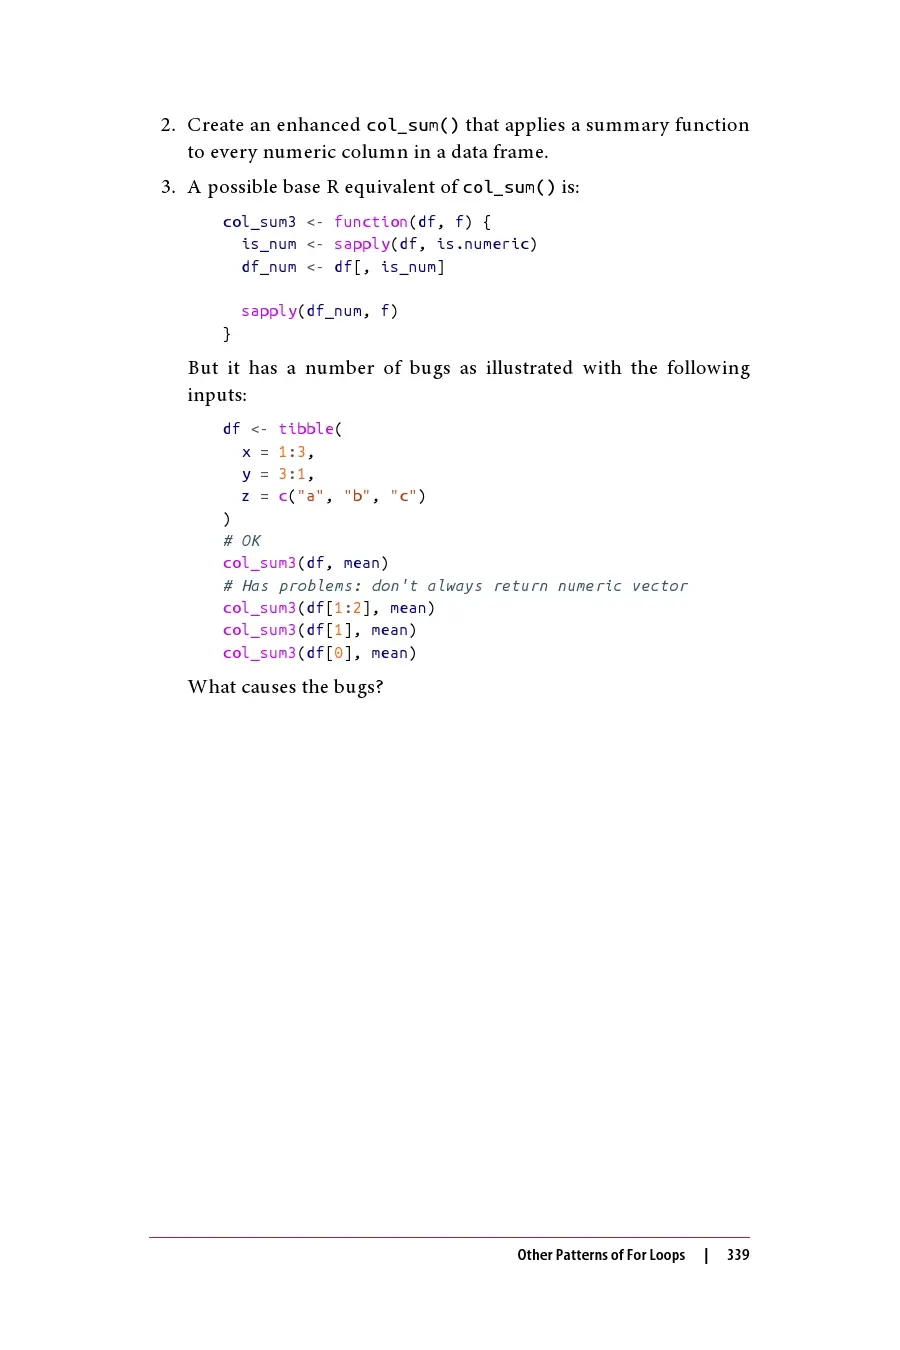 2. Create an enhanced col_sum() that applies a summary function
to every numeric column in a data frame.
3. A possible base R equivalent of col_sum() is:
col_sum3 <- function(df, f) {
  is_num <- sapply(df, is.numeric)
  df_num <- df[, is_num]

  sapply(df_num, f)
}
But it has a number of bugs as illustrated with the following
inputs:
df <- tibble(
  x = 1:3,
  y = 3:1,
  z = c("a", "b", "c")
)
# OK
col_sum3(df, mean)
# Has problems: don't always return numeric vector
col_sum3(df[1:2], mean)
col_sum3(df[1], mean)
col_sum3(df[0], mean)
What causes the bugs?
Other Patterns of For Loops | 339